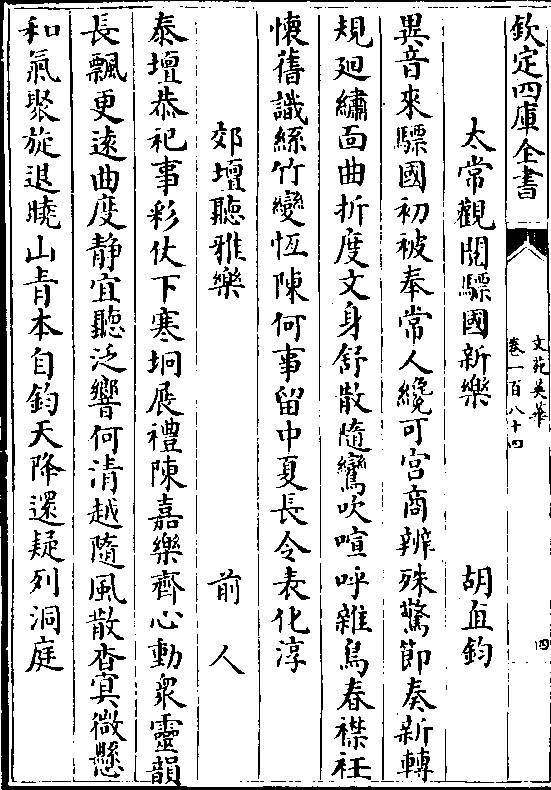 欽定四庫全書
文苑英華
卷一百八十四
四
太常觀閱驃國新樂 胡直鈞
異音來驃國初被奉常人纔可宮商辨殊驚節奏新轉
規廻繡面曲折度文身舒散隨鸞吹喧呼雜鳥春襟衽
懷舊識絲竹變恆陳何事留中夏長令表化淳
郊壇聽雅樂 前人
泰壇恭祀事彩仗下寒坰展禮陳嘉樂齊心動衆靈韻
長飄更遠曲度静宜聽泛響何清越隨風散杳㝠微懸
和氣聚旋退曉山青本自鈞天降還疑列洞庭